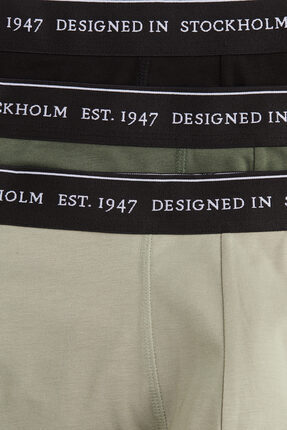 1947 DESIGNED IN STOCKHOLM
CKHOLM EST. 1947 DESIGNED IN
HOLM EST. 1947 DESIGNED IN S